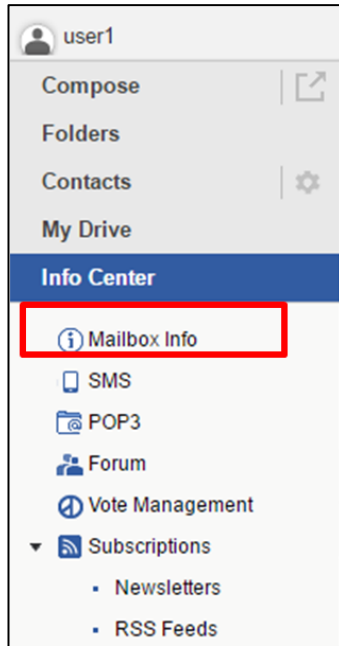 user1
Compose
Folders
Contacts
My Drive
Info Center
Mailbox Info
SMS
POP3
Forum
Vote Management
Subscriptions
Newsletters
RSS Feeds